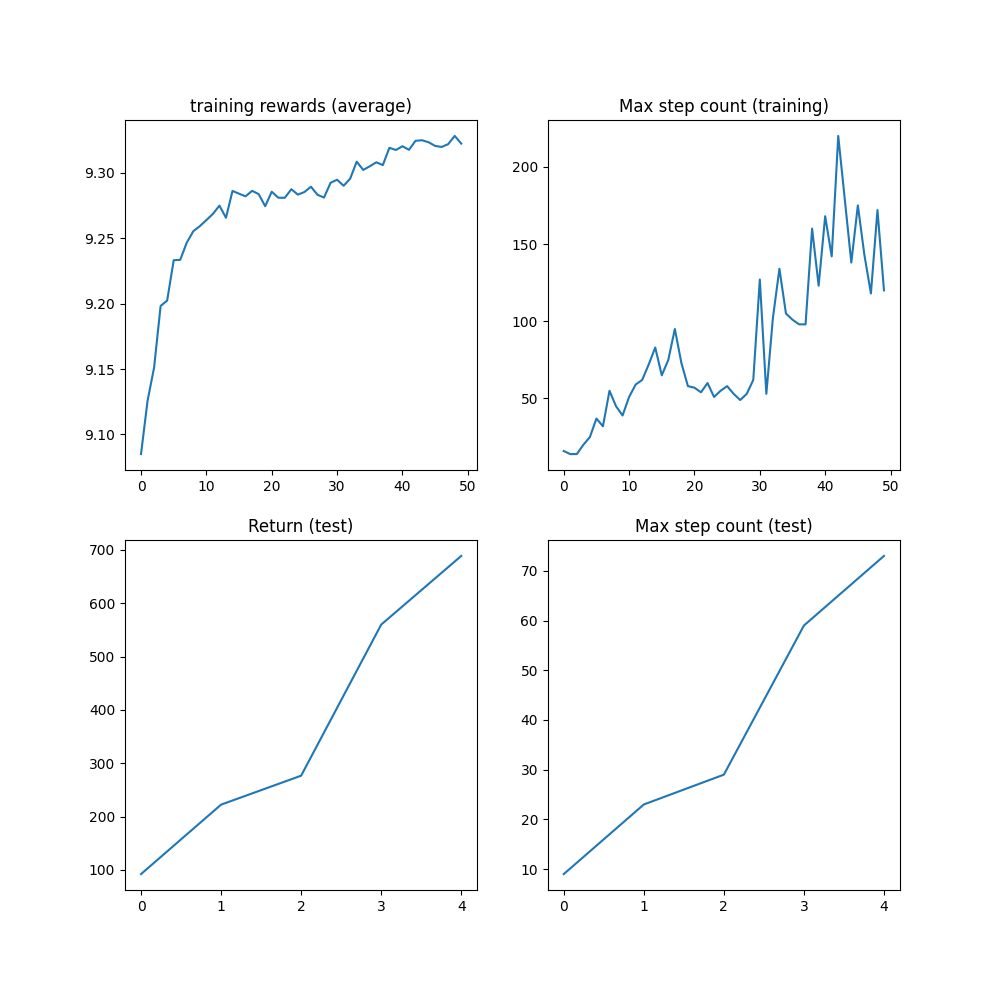 training rewards (average)
9.30
9.25
9.20
9.15
9.10
0 10 20 30 40 50
Max step count (training)
200
150
100
50
0 10 20 30 40 50
Return (test)
700
600
500
400
300
200
100
0 1 2 3 4
Max step count (test)
70
60
50
40
30
20
10
0 1 2 3 4